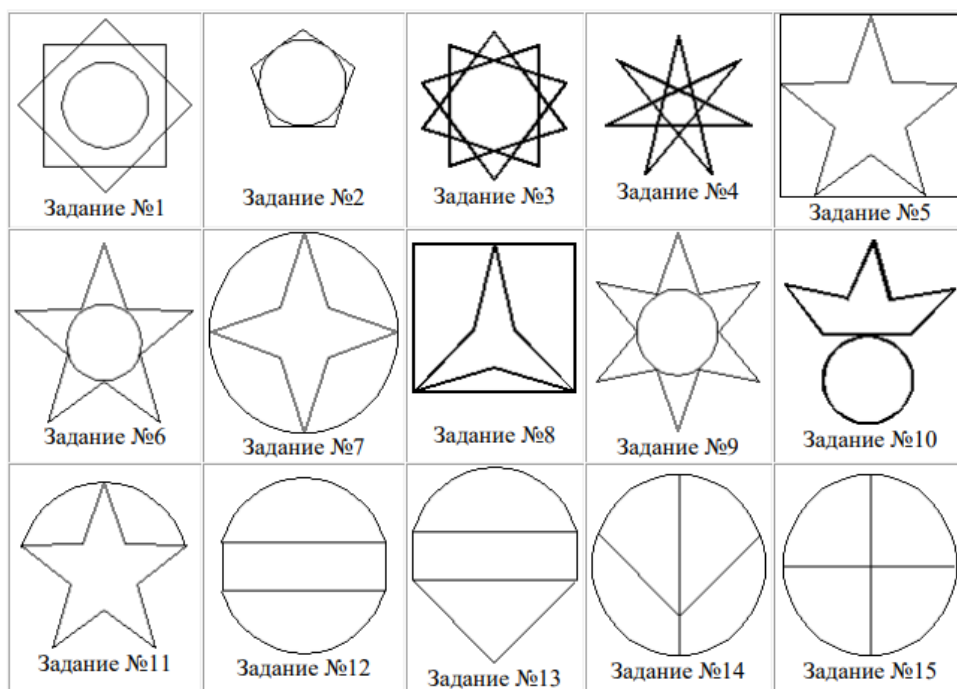 Задание №1
Задание №2
Задание №3
Задание №4
Задание №5
Задание №6
Задание №7
Задание №8
Задание №9
Задание №10
Задание №11
Задание №12
Задание №13
Задание №14
Задание №15